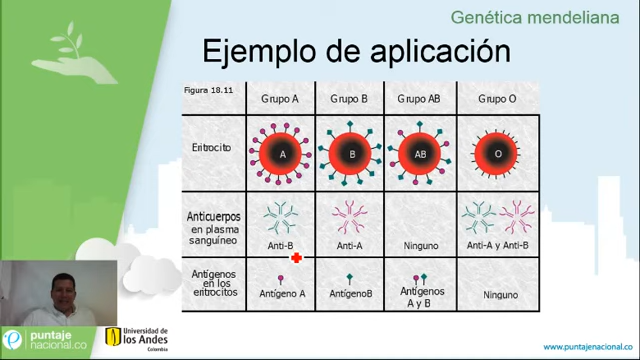 Genética mendeliana
Ejemplo de aplicación
Figura 18.11
Grupo A
Grupo B
Grupo AB
Grupo O
Eritrocito
A
B
AB
O
Anticuerpos
en plasma
sanguíneo
Anti-B
Anti-A
Ninguno
Anti-A y Anti-B
Antígenos
en los
eritrocitos
Antígeno A
AntígenoB
Antígenos
A y B
Ninguno
puntaje
nacional.co
Universidad de
los Andes
Colombia
www.puntajenacional.co